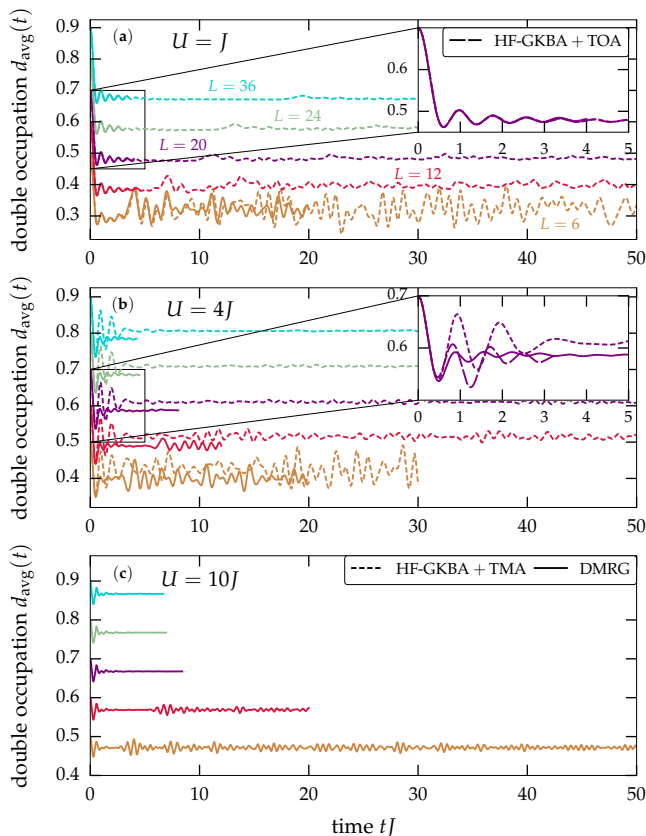 (a)
U = J
HF-GKBA + TOA
L = 36
L = 24
L = 20
L = 12
L = 6
double occupation d_avg(t)
0.9
0.8
0.7
0.6
0.5
0.4
0.3
0 10 20 30 40 50
0.6
0.5
0 1 2 3 4 5
(b)
U = 4J
double occupation d_avg(t)
0.9
0.8
0.7
0.6
0.5
0.4
0 10 20 30 40 50
0.7
0.6
0 1 2 3 4 5
(c)
U = 10J
HF-GKBA + TMA DMRG
double occupation d_avg(t)
0.9
0.8
0.7
0.6
0.5
0.4
0 10 20 30 40 50
time tJ